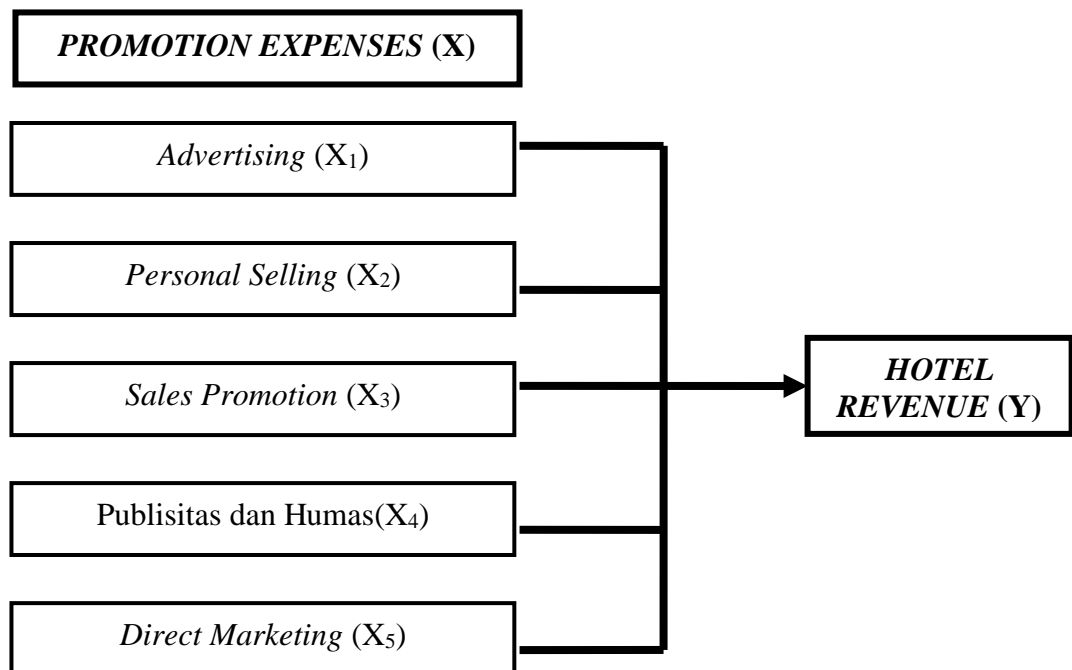 PROMOTION EXPENSES (X)
Advertising (X₁)
Personal Selling (X₂)
Sales Promotion (X₃)
HOTEL
REVENUE (Y)
Publisitas dan Humas(X₄)
Direct Marketing (X₅)